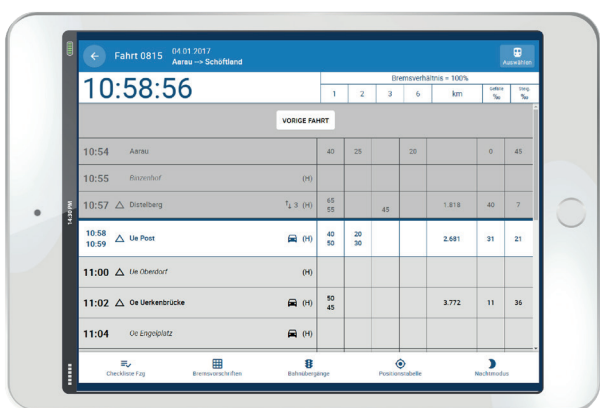 Fahrt 0815
04.01.2017
Aarau --> Schöftland
Auswählen
10:58:56
Bremsverhältnis = 100%
1 2 3 6 km Gefälle ‰ Steig. ‰
VORIGE FAHRT
10:54 Aarau 40 25 20 0 45
10:55 Binzenhof (H)
10:57 Distelberg 3 (H) 65 55 45 1.818 40 7
10:58 10:59 Ue Post (H) 40 50 20 30 2.681 31 21
11:00 Ue Oberdorf (H)
11:02 Oe Uerkenbrücke (H) 50 45 3.772 11 36
11:04 Oe Engelplatz (H)
Checkliste Fzg Bremsvorschriften Bahnübergänge Positionstabelle Nachtmodus
14:30 PM